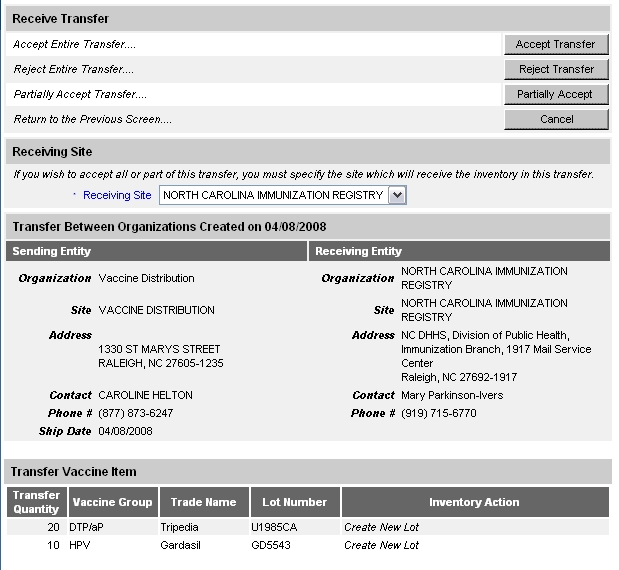 Receive Transfer
Accept Entire Transfer.... Accept Transfer
Reject Entire Transfer.... Reject Transfer
Partially Accept Transfer.... Partially Accept
Return to the Previous Screen.... Cancel
Receiving Site
If you wish to accept all or part of this transfer, you must specify the site which will receive the inventory in this transfer.
* Receiving Site NORTH CAROLINA IMMUNIZATION REGISTRY
Transfer Between Organizations Created on 04/08/2008
Sending Entity
Organization Vaccine Distribution
Site VACCINE DISTRIBUTION
Address
1330 ST MARYS STREET
RALEIGH, NC 27605-1235
Contact CAROLINE HELTON
Phone # (877) 873-6247
Ship Date 04/08/2008
Receiving Entity
Organization NORTH CAROLINA IMMUNIZATION
REGISTRY
Site NORTH CAROLINA IMMUNIZATION
REGISTRY
Address NC DHHS, Division of Public Health,
Immunization Branch, 1917 Mail Service
Center
Raleigh, NC 27692-1917
Contact Mary Parkinson-Ivers
Phone # (919) 715-6770
Transfer Vaccine Item
Transfer
Quantity Vaccine Group Trade Name Lot Number Inventory Action
20 DTP/aP Tripedia U1985CA Create New Lot
10 HPV Gardasil GD5543 Create New Lot